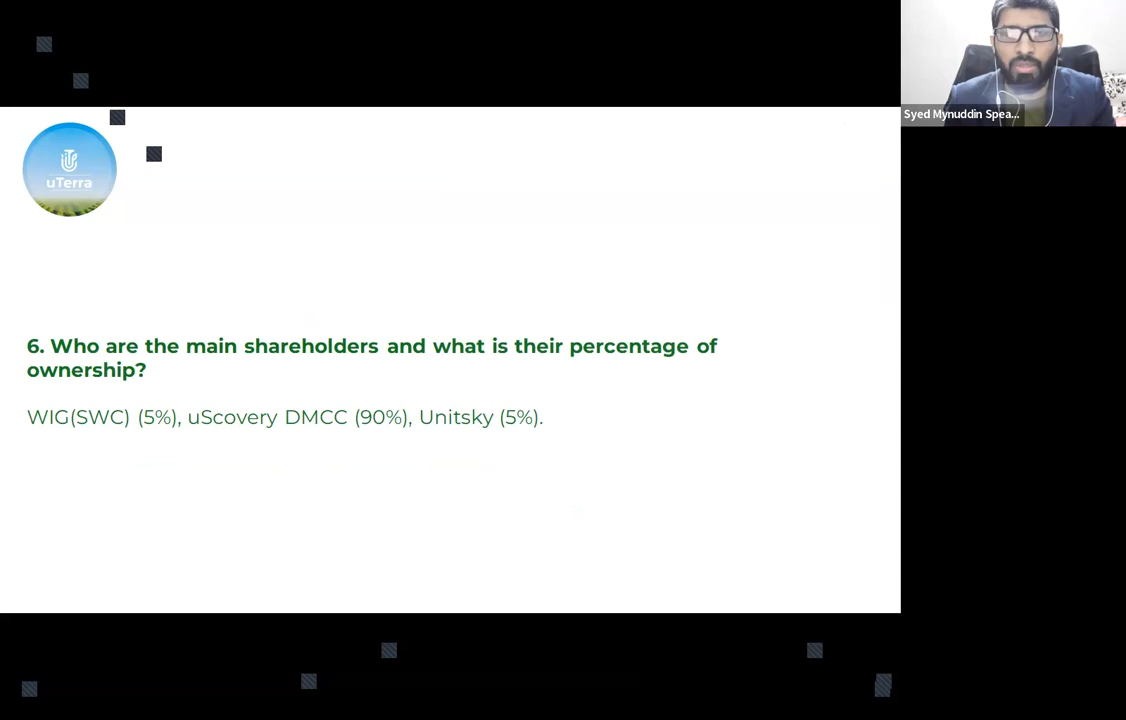 Syed Mynuddin Spea...
uTerra
6. Who are the main shareholders and what is their percentage of
ownership?
WIG(SWC) (5%), uScovery DMCC (90%), Unitsky (5%).